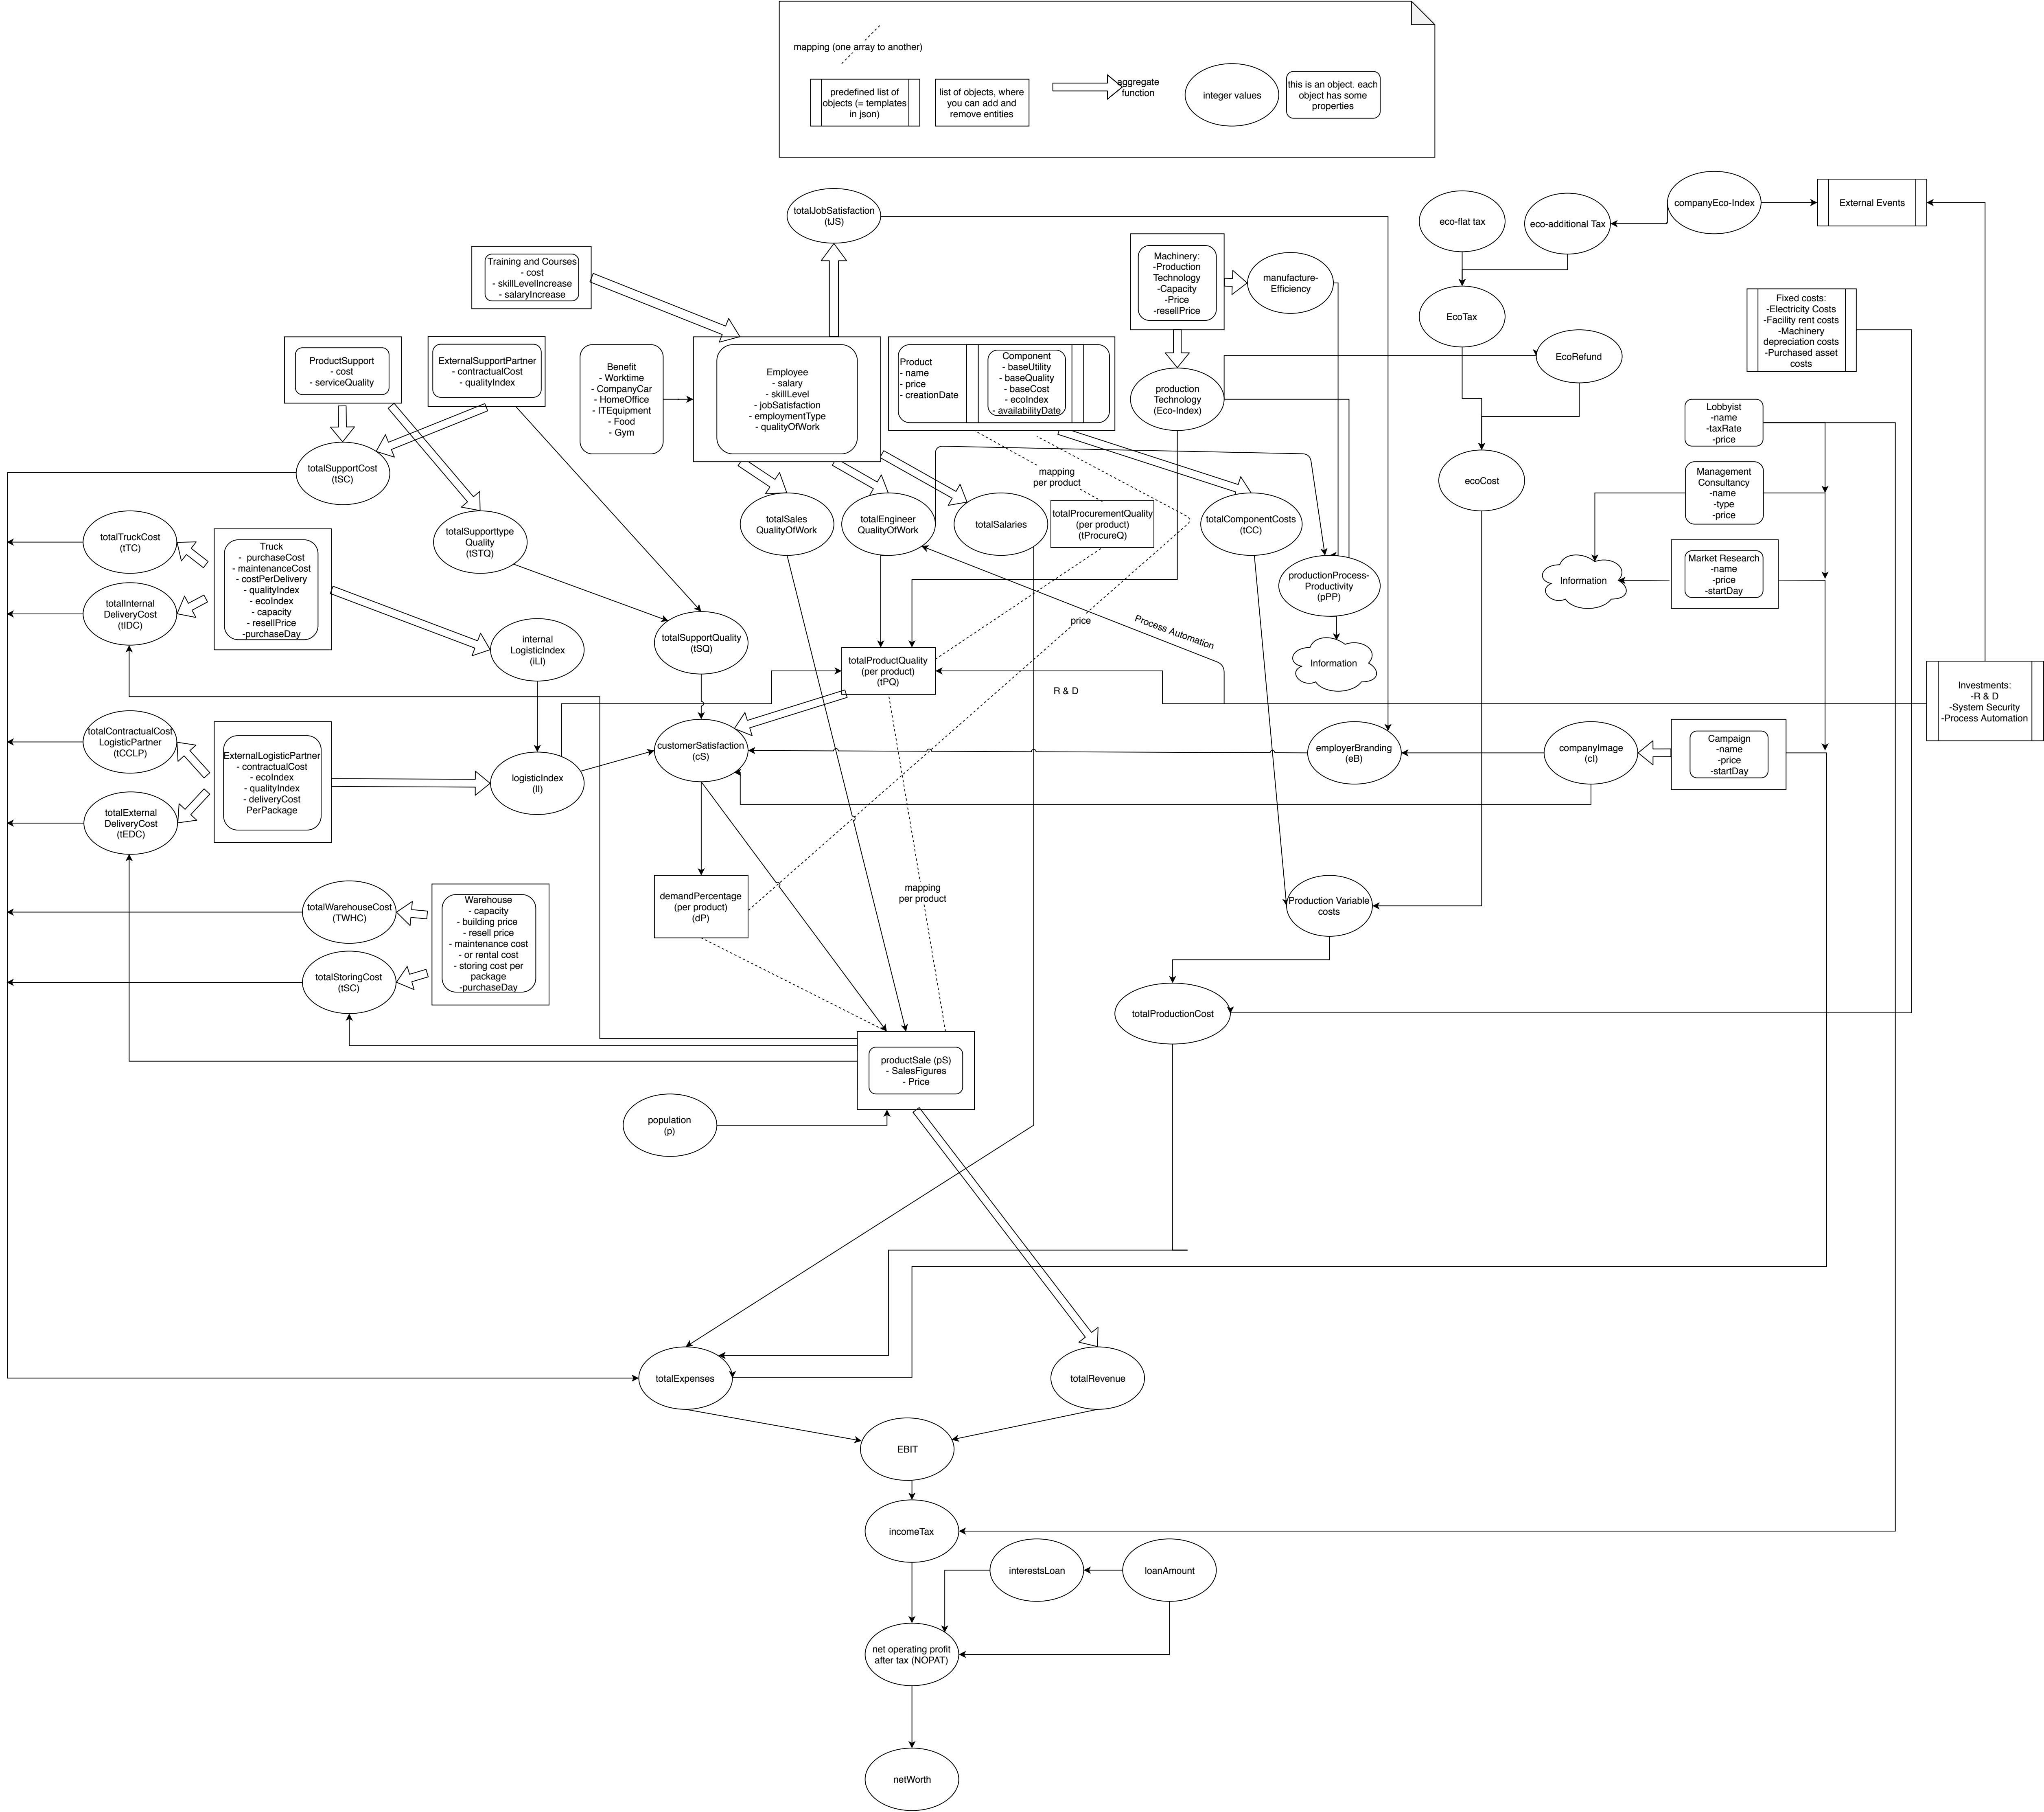 mapping (one array to another)
predefined list of
objects (= templates
in json)
list of objects, where
you can add and
remove entities
aggregate
function
integer values
this is an object. each
object has some
properties
totalJobSatisfaction
(tJS)
eco-flat tax
eco-additional Tax
companyEco-Index
External Events
Training and Courses
- cost
- skillLevelIncrease
- salaryIncrease
Machinery:
-Production
Technology
-Capacity
-Price
-resellPrice
manufacture-
Efficiency
EcoTax
Fixed costs:
-Electricity Costs
-Facility rent costs
-Machinery
depreciation costs
-Purchased asset
costs
ProductSupport
- cost
- serviceQuality
ExternalSupportPartner
- contractualCost
- qualityIndex
Benefit
- Worktime
- CompanyCar
- HomeOffice
- ITEquipment
- Food
- Gym
Employee
- salary
- skillLevel
- jobSatisfaction
- employmentType
- qualityOfWork
Product
- name
- price
- creationDate
Component
- baseUtility
- baseQuality
- baseCost
- ecoIndex
- availabilityDate
production
Technology
(Eco-Index)
EcoRefund
Lobbyist
-name
-taxRate
-price
totalSupportCost
(tSC)
mapping
per product
ecoCost
Management
Consultancy
-name
-type
-price
totalTruckCost
(tTC)
Truck
- purchaseCost
- maintenanceCost
- costPerDelivery
- qualityIndex
- ecoIndex
- capacity
- resellPrice
-purchaseDay
totalSupporttype
Quality
(tSTQ)
totalSales
QualityOfWork
totalEngineer
QualityOfWork
totalSalaries
totalProcurementQuality
(per product)
(tProcureQ)
totalComponentCosts
(tCC)
productionProcess-
Productivity
(pPP)
Information
Market Research
-name
-price
-startDay
totalInternal
DeliveryCost
(tIDC)
internal
LogisticIndex
(iLI)
totalSupportQuality
(tSQ)
price
Process Automation
totalProductQuality
(per product)
(tPQ)
Information
R & D
Investments:
-R & D
-System Security
-Process Automation
totalContractualCost
LogisticPartner
(tCCLP)
ExternalLogisticPartner
- contractualCost
- ecoIndex
- qualityIndex
- deliveryCost
PerPackage
logisticIndex
(lI)
customerSatisfaction
(cS)
employerBranding
(eB)
companyImage
(cI)
Campaign
-name
-price
-startDay
totalExternal
DeliveryCost
(tEDC)
totalWarehouseCost
(TWHC)
Warehouse
- capacity
- building price
- resell price
- maintenance cost
- or rental cost
- storing cost per
package
-purchaseDay
demandPercentage
(per product)
(dP)
mapping
per product
Production Variable
costs
totalStoringCost
(tSC)
totalProductionCost
productSale (pS)
- SalesFigures
- Price
population
(p)
totalExpenses
totalRevenue
EBIT
incomeTax
interestsLoan
loanAmount
net operating profit
after tax (NOPAT)
netWorth